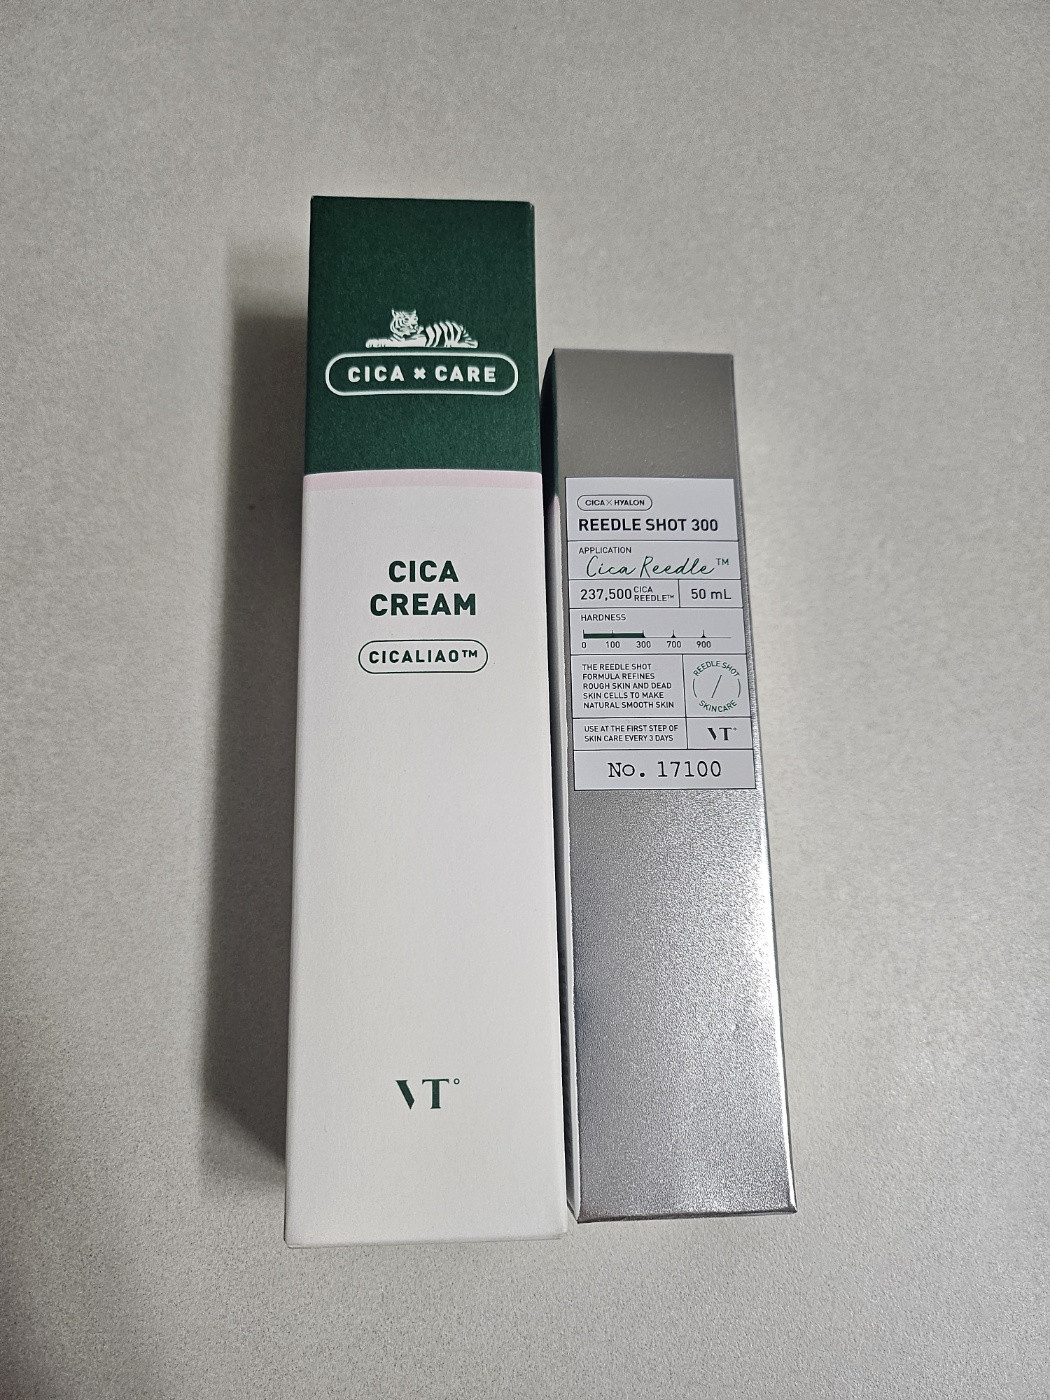 CICA × CARE
CICA
CREAM
CICALIAO™
VT°
CICA × HYALON
REEDLE SHOT 300
APPLICATION
Cica Reedle™
237,500 CICA REEDLE™ 50 mL
HARDNESS
0 100 300 700 900
THE REEDLE SHOT
FORMULA REFINES
ROUGH SKIN AND DEAD
SKIN CELLS TO MAKE
NATURAL SMOOTH SKIN
REEDLE SHOT
SKINCARE
USE AT THE FIRST STEP OF
SKIN CARE EVERY 3 DAYS
VT°
No. 17100